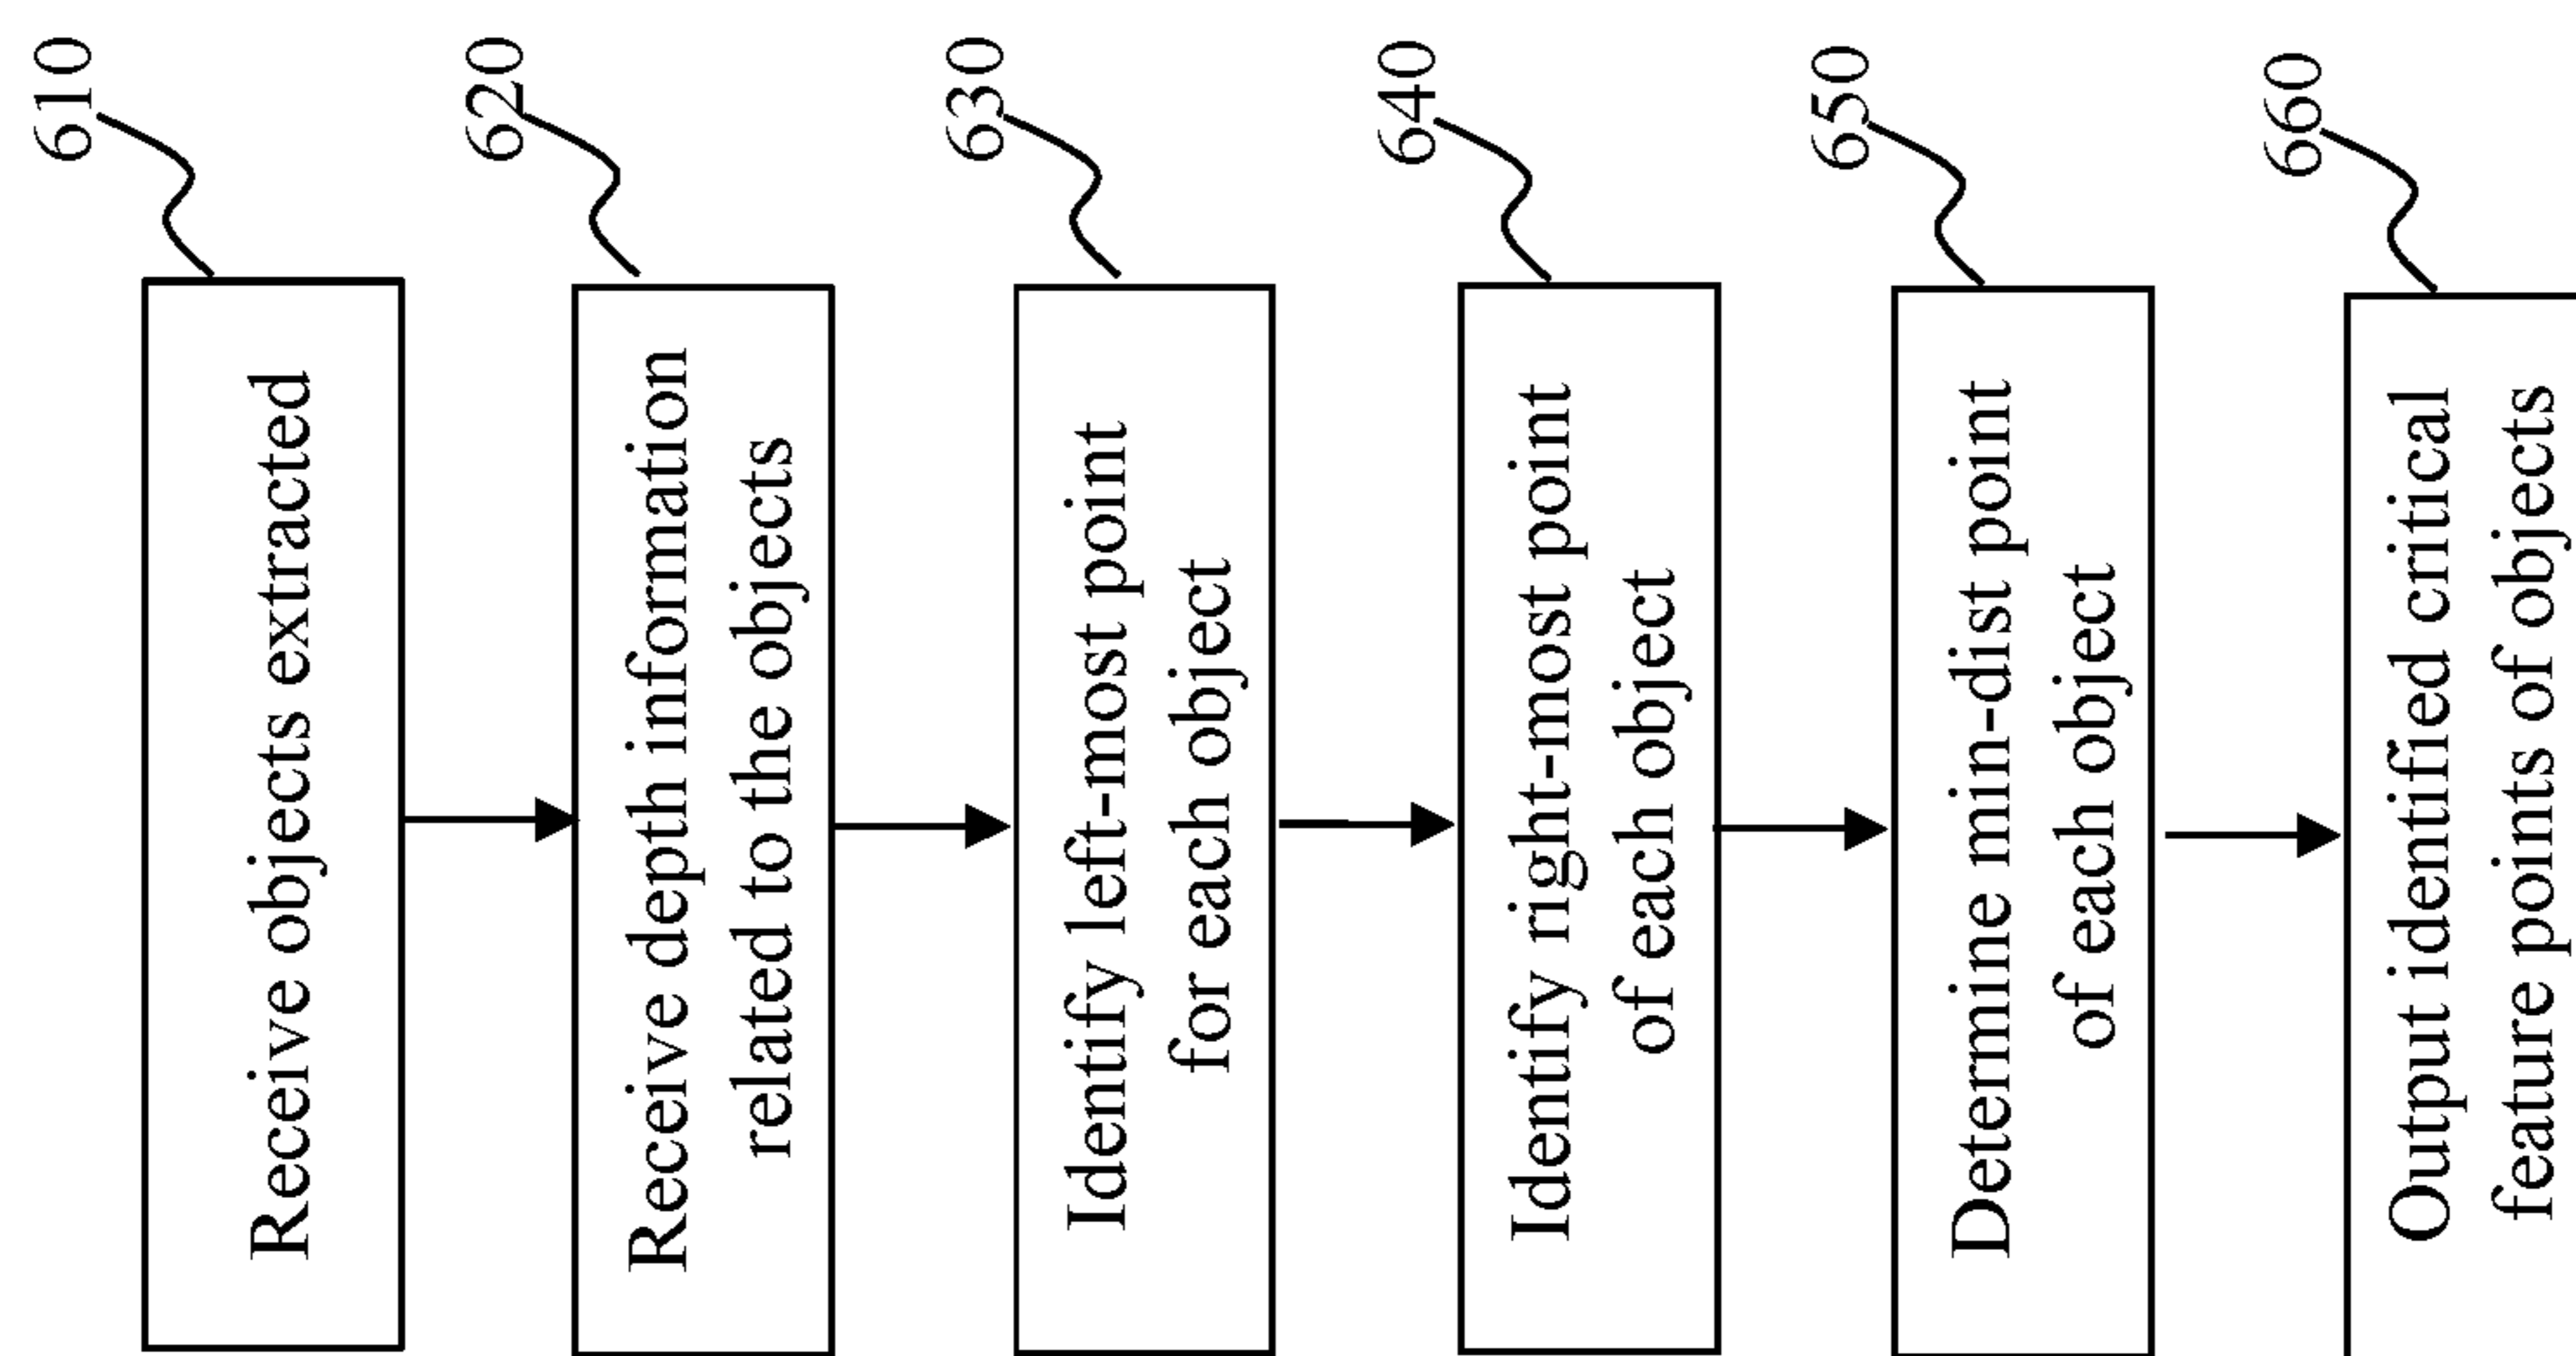 610
Receive objects extracted
620
Receive depth information
related to the objects
630
Identify left-most point
for each object
640
Identify right-most point
of each object
650
Determine min-dist point
of each object
660
Output identified critical
feature points of objects